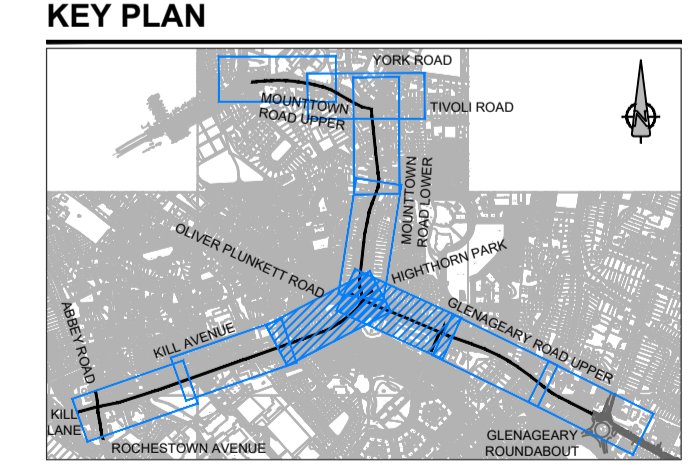 KEY PLAN
YORK ROAD
MOUNTTOWN
ROAD UPPER
TIVOLI ROAD
N
MOUNTTOWN
ROAD LOWER
OLIVER PLUNKETT ROAD
HIGHTHORN PARK
ABBEY ROAD
KILL AVENUE
GLENAGEARY ROAD UPPER
KILL
LANE
ROCHESTOWN AVENUE
GLENAGEARY
ROUNDABOUT